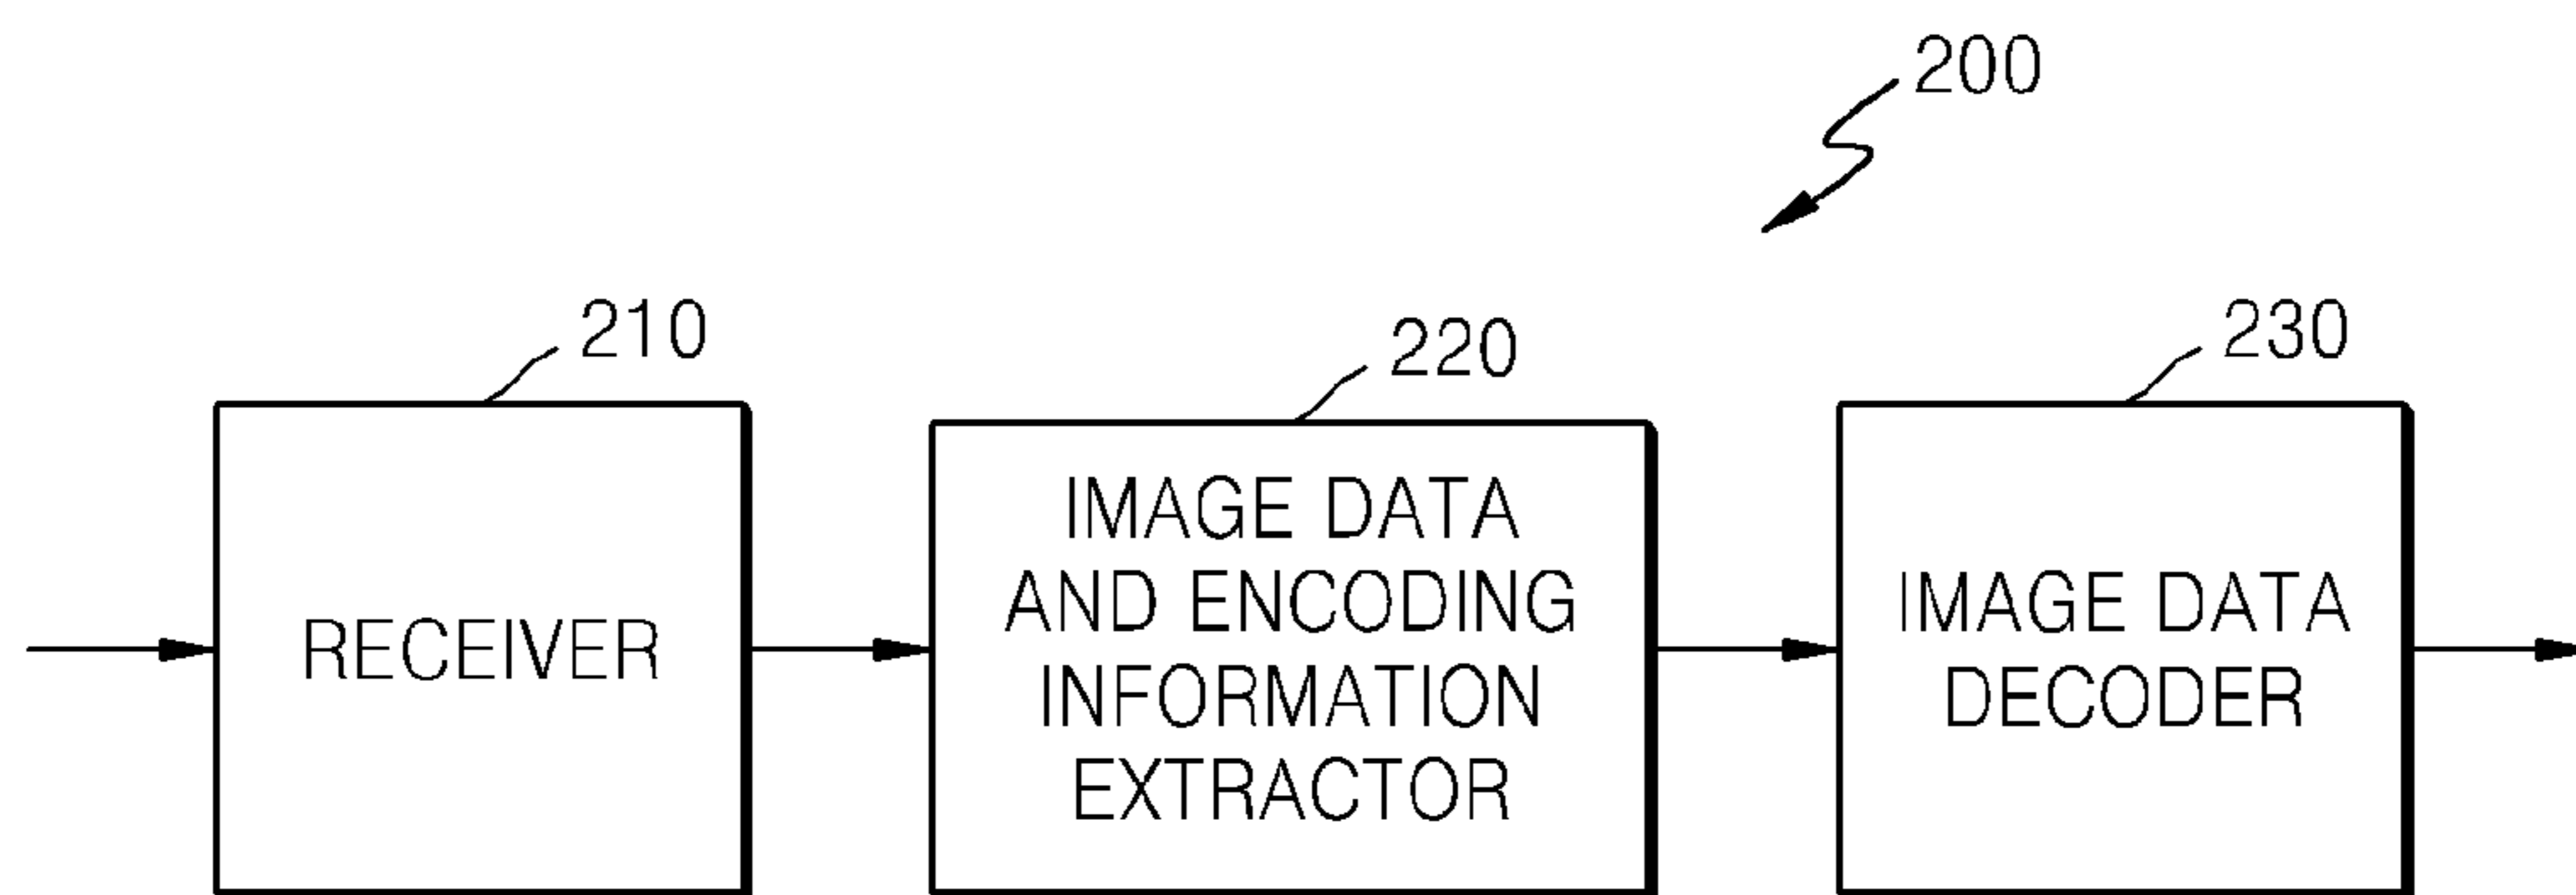 200
210
220
230
RECEIVER
IMAGE DATA
AND ENCODING
INFORMATION
EXTRACTOR
IMAGE DATA
DECODER